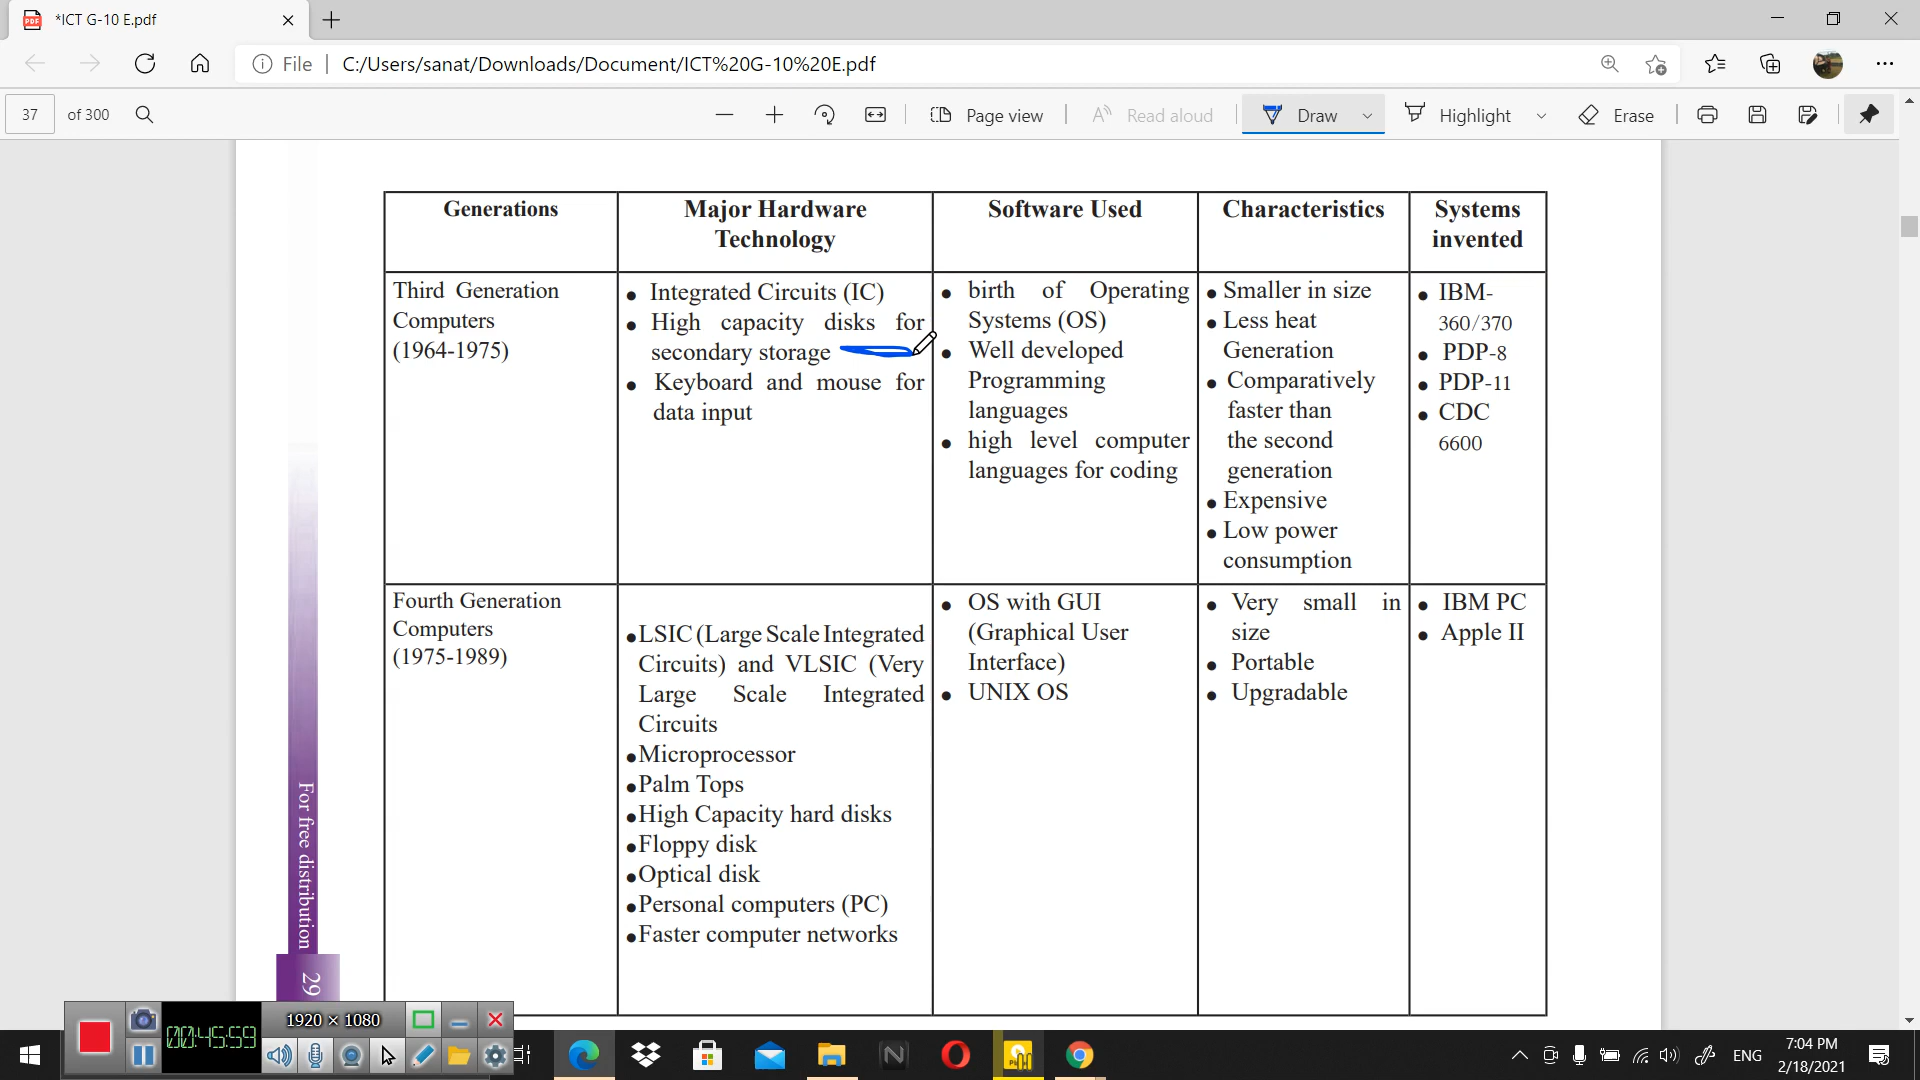 *ICT G-10 E.pdf
File
C:/Users/sanat/Downloads/Document/ICT%20G-10%20E.pdf
37 of 300
Page view
Read aloud
Draw
Highlight
Erase
Generations
Major Hardware
Technology
Software Used
Characteristics
Systems
invented
Third Generation
Computers
(1964-1975)
● Integrated Circuits (IC)
● High capacity disks for
secondary storage
● Keyboard and mouse for
data input
● birth of Operating
Systems (OS)
● Well developed
Programming
languages
● high level computer
languages for coding
● Smaller in size
● Less heat
Generation
● Comparatively
faster than
the second
generation
● Expensive
● Low power
consumption
● IBM-
360/370
● PDP-8
● PDP-11
● CDC
6600
Fourth Generation
Computers
(1975-1989)
●LSIC (Large Scale Integrated
Circuits) and VLSIC (Very
Large Scale Integrated
Circuits
●Microprocessor
●Palm Tops
●High Capacity hard disks
●Floppy disk
●Optical disk
●Personal computers (PC)
●Faster computer networks
● OS with GUI
(Graphical User
Interface)
● UNIX OS
● Very small in
size
● Portable
● Upgradable
● IBM PC
● Apple II
For free distribution
29
00:45:59
1920 × 1080
ENG
7:04 PM
2/18/2021